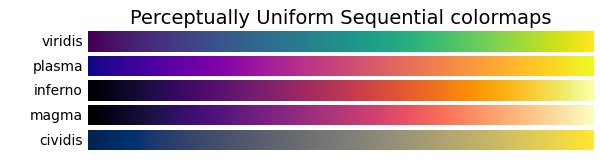 Perceptually Uniform Sequential colormaps
viridis
plasma
inferno
magma
cividis